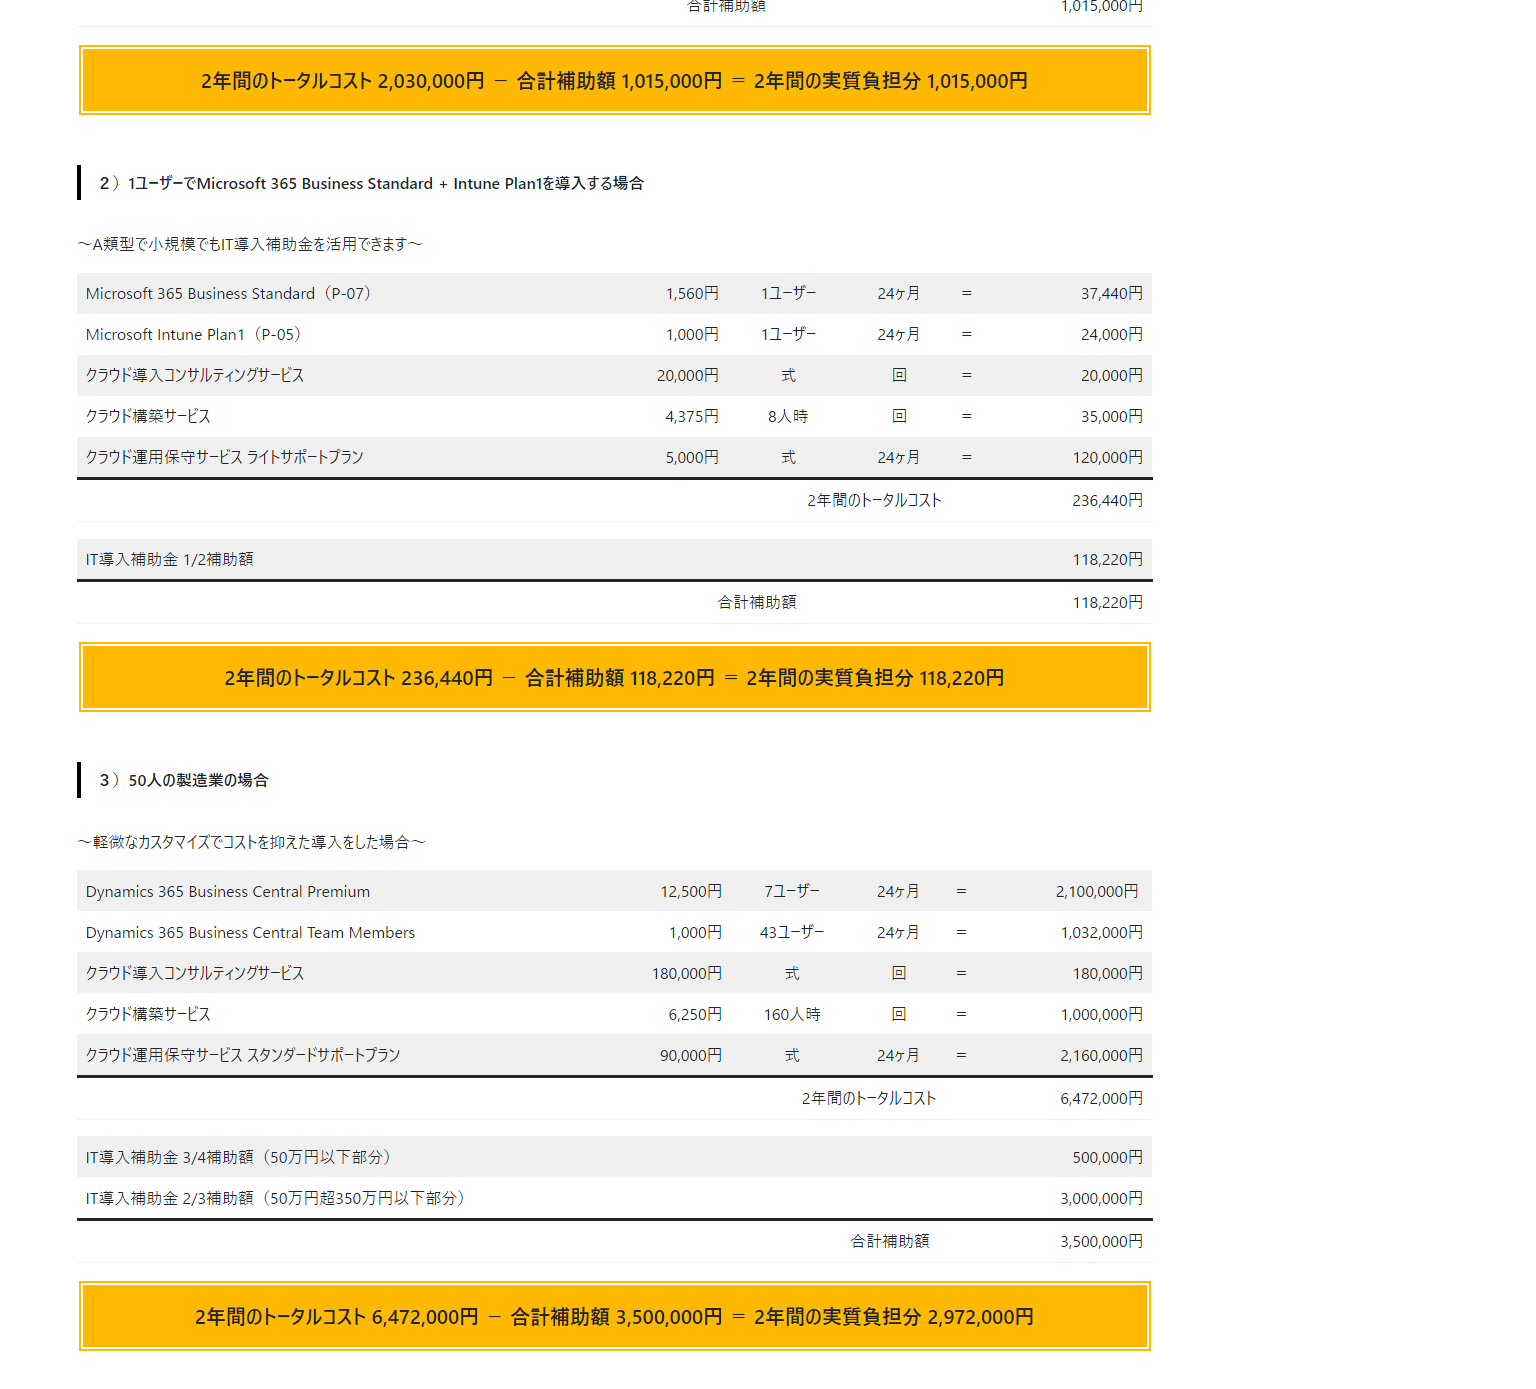 合計補助額 1,015,000円
2年間のトータルコスト 2,030,000円 － 合計補助額 1,015,000円 ＝ 2年間の実質負担分 1,015,000円
２）1ユーザーでMicrosoft 365 Business Standard + Intune Plan1を導入する場合
～A類型で小規模でもIT導入補助金を活用できます～
Microsoft 365 Business Standard（P-07） 1,560円 1ユーザー 24ヶ月 ＝ 37,440円
Microsoft Intune Plan1（P-05） 1,000円 1ユーザー 24ヶ月 ＝ 24,000円
クラウド導入コンサルティングサービス 20,000円 式 回 ＝ 20,000円
クラウド構築サービス 4,375円 8人時 回 ＝ 35,000円
クラウド運用保守サービス ライトサポートプラン 5,000円 式 24ヶ月 ＝ 120,000円
2年間のトータルコスト 236,440円
IT導入補助金 1/2補助額 118,220円
合計補助額 118,220円
2年間のトータルコスト 236,440円 － 合計補助額 118,220円 ＝ 2年間の実質負担分 118,220円
３）50人の製造業の場合
～軽微なカスタマイズでコストを抑えた導入をした場合～
Dynamics 365 Business Central Premium 12,500円 7ユーザー 24ヶ月 ＝ 2,100,000円
Dynamics 365 Business Central Team Members 1,000円 43ユーザー 24ヶ月 ＝ 1,032,000円
クラウド導入コンサルティングサービス 180,000円 式 回 ＝ 180,000円
クラウド構築サービス 6,250円 160人時 回 ＝ 1,000,000円
クラウド運用保守サービス スタンダードサポートプラン 90,000円 式 24ヶ月 ＝ 2,160,000円
2年間のトータルコスト 6,472,000円
IT導入補助金 3/4補助額（50万円以下部分） 500,000円
IT導入補助金 2/3補助額（50万円超350万円以下部分） 3,000,000円
合計補助額 3,500,000円
2年間のトータルコスト 6,472,000円 － 合計補助額 3,500,000円 ＝ 2年間の実質負担分 2,972,000円